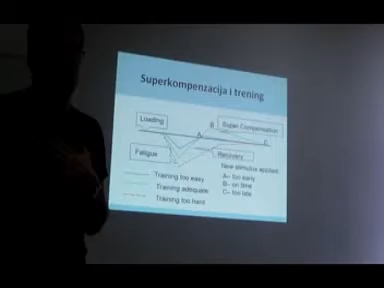 Superkompenzacija i trening
Loading
B
Super Compensation
A
C
Fatigue
Recovery
New stimulus applied:
Training too easy
A– too early
Training adequate
B– on time
Training too hard
C– too late